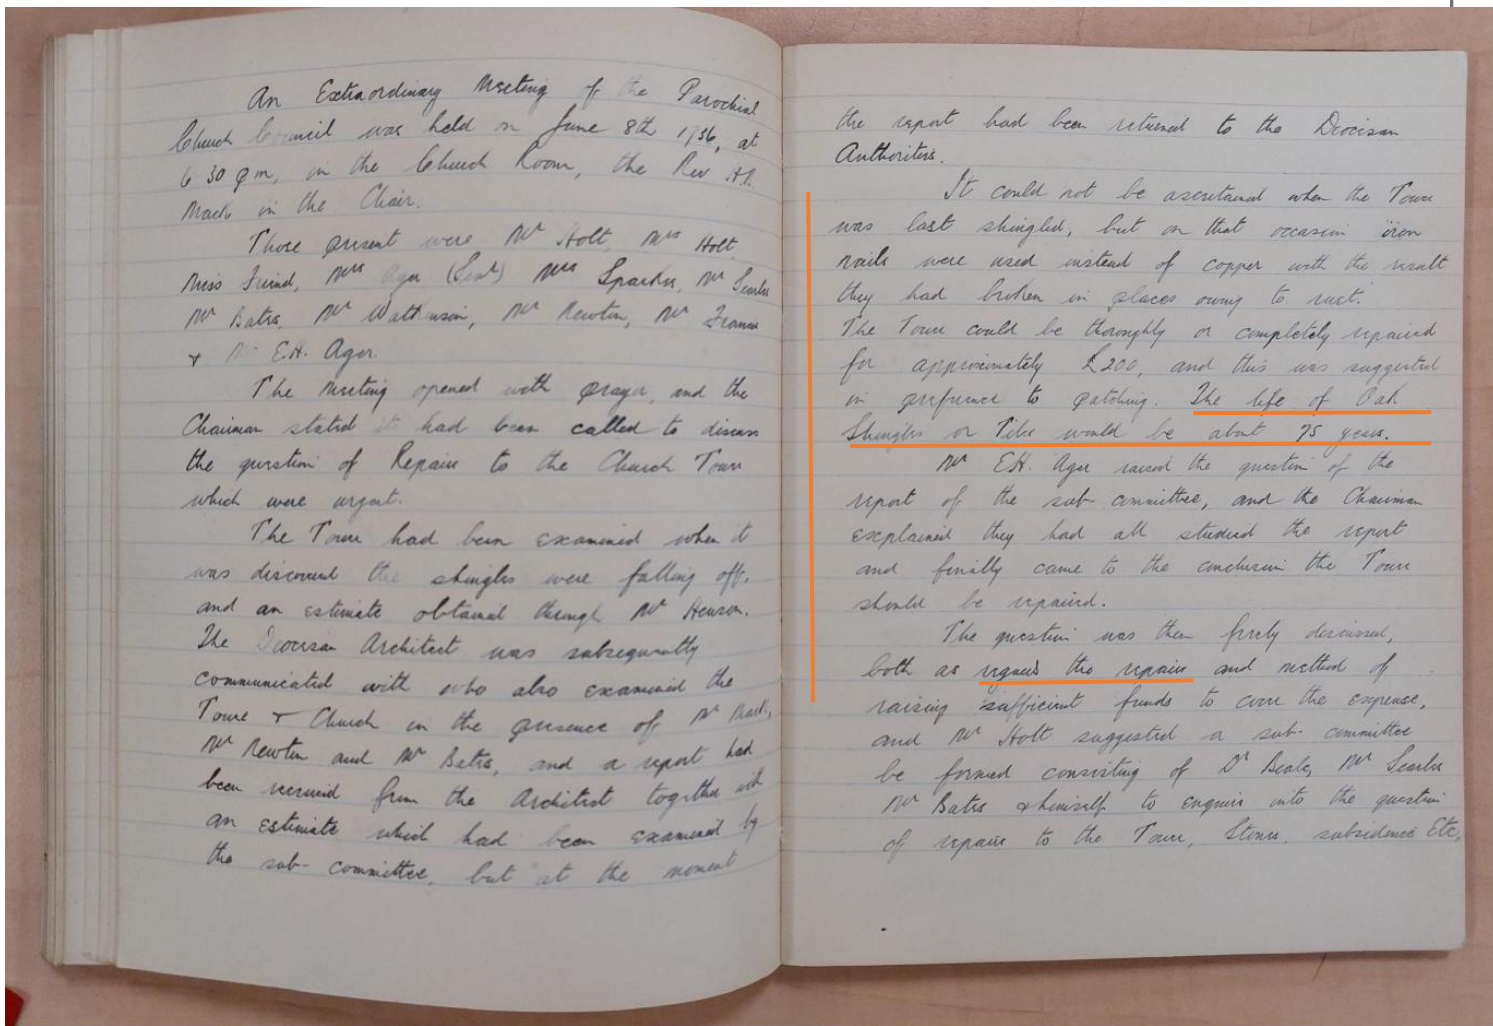 An Extraordinary Meeting of the Parochial
Church Council was held on June 8th 1936, at
6 30 pm, in the Church Room, the Rev H.R.
Mack in the Chair.
Those present were Mr Holt, Mrs Holt,
Miss Friend, Mrs Ager (Senr) Mrs Sparkes, Mr Searles
Mr Bates, Mr Watkinson, Mr Newton, Mr Francis
& Mr E.H. Ager.
The Meeting opened with prayer, and the
Chairman stated it had been called to discuss
the question of Repairs to the Church Tower
which were urgent.
The Tower had been examined when it
was discovered the shingles were falling off,
and an estimate obtained through Mr Hewson.
The Diocesan Architect was subsequently
communicated with who also examined the
Tower & Church in the presence of Mr Mack,
Mr Newton and Mr Bates, and a report had
been received from the Architect together with
an estimate which had been examined by
the sub-committee, but at the moment
the report had been returned to the Diocesan
Authorities.
It could not be ascertained when the Tower
was last shingled, but on that occasion iron
nails were used instead of copper with the result
they had broken in places owing to rust.
The Tower could be thoroughly or completely repaired
for approximately £200, and this was suggested
in preference to patching. The life of Oak
Shingles or Tiles would be about 75 years.
Mr E.H. Ager raised the question of the
report of the sub-committee, and the Chairman
explained they had all studied the report
and finally came to the conclusion the Tower
should be repaired.
The question was then freely discussed,
both as regards the repairs and method of
raising sufficient funds to cover the expense,
and Mr Holt suggested a sub-committee
be formed consisting of Dr Beale, Mr Searles
Mr Bates & himself to enquire into the question
of repairs to the Tower, Stones, subsidence Etc,